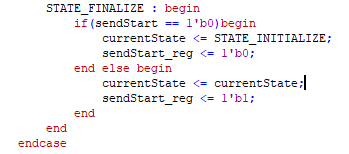 STATE_FINALIZE : begin
if(sendStart == 1'b0)begin
currentState <= STATE_INITIALIZE;
sendStart_reg <= 1'b0;
end else begin
currentState <= currentState;
sendStart_reg <= 1'b1;
end
end
endcase